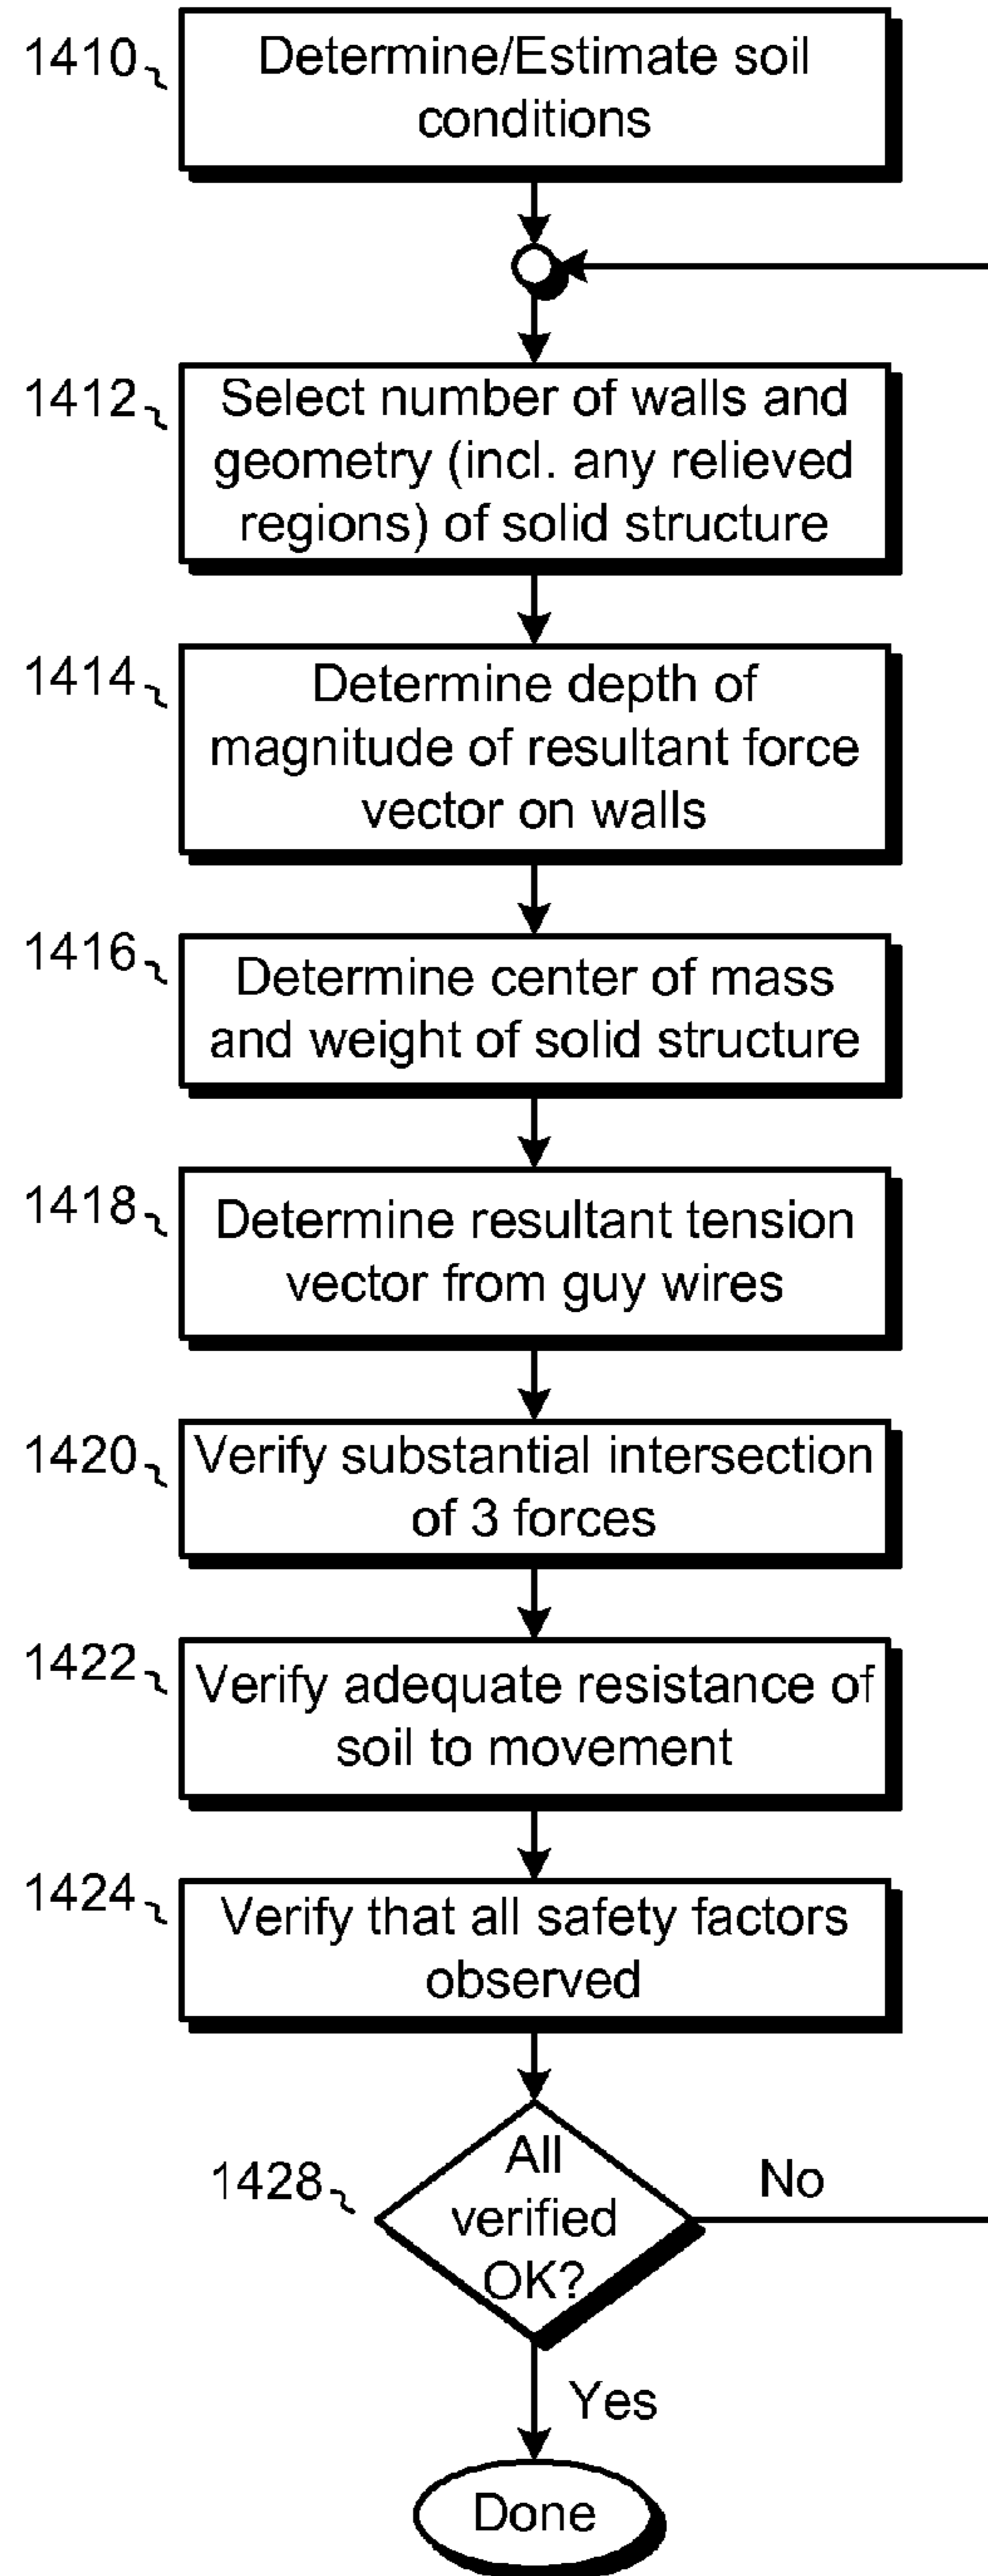 1410
Determine/Estimate soil
conditions
1412
Select number of walls and
geometry (incl. any relieved
regions) of solid structure
1414
Determine depth of
magnitude of resultant force
vector on walls
1416
Determine center of mass
and weight of solid structure
1418
Determine resultant tension
vector from guy wires
1420
Verify substantial intersection
of 3 forces
1422
Verify adequate resistance of
soil to movement
1424
Verify that all safety factors
observed
1428
All
verified
OK?
No
Yes
Done